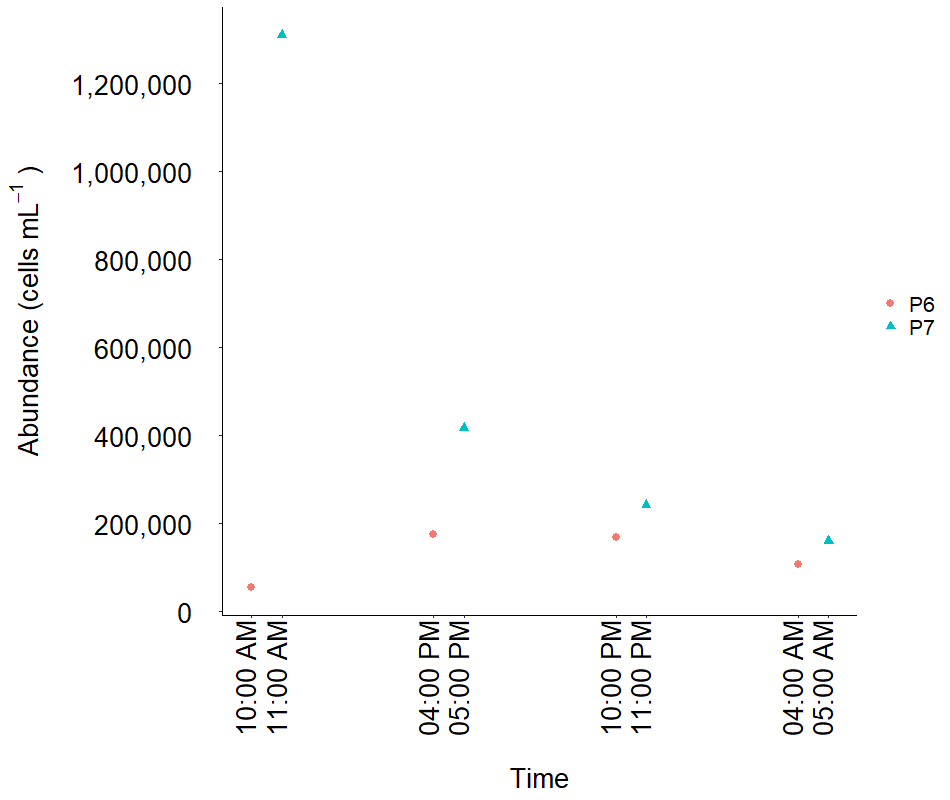 1,200,000
1,000,000
800,000
600,000
400,000
200,000
0
Abundance (cells mL⁻¹ )
10:00 AM
11:00 AM
04:00 PM
05:00 PM
10:00 PM
11:00 PM
04:00 AM
05:00 AM
Time
P6
P7